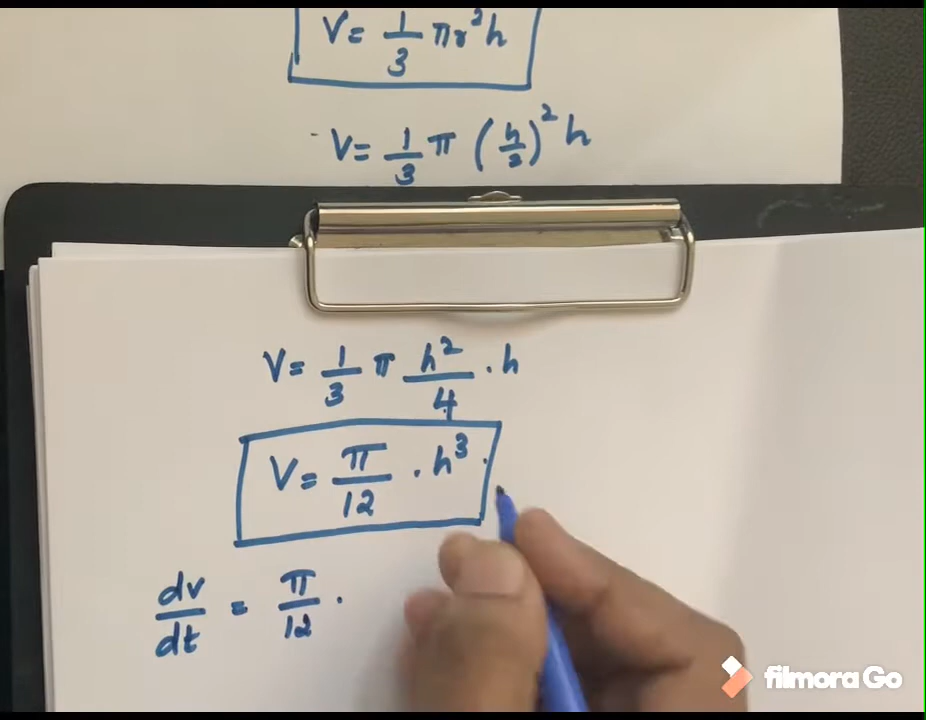 V= 1/3 πr²h
V= 1/3 π (h/2)² h
V= 1/3 π h²/4 . h
V= π/12 . h³ .
dv/dt = π/12 .
filmoraGo